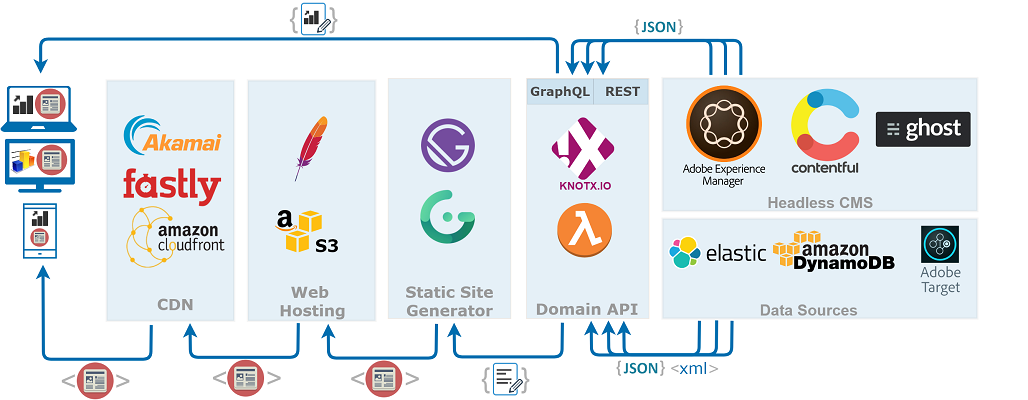 {JSON}
GraphQL
REST
Akamai
fastly
amazon
cloudfront
CDN
a
S3
Web
Hosting
Static Site
Generator
KNOTX.IO
λ
Domain API
Adobe Experience
Manager
contentful
ghost
Headless CMS
elastic
amazon
DynamoDB
Adobe
Target
Data Sources
{JSON} <xml>